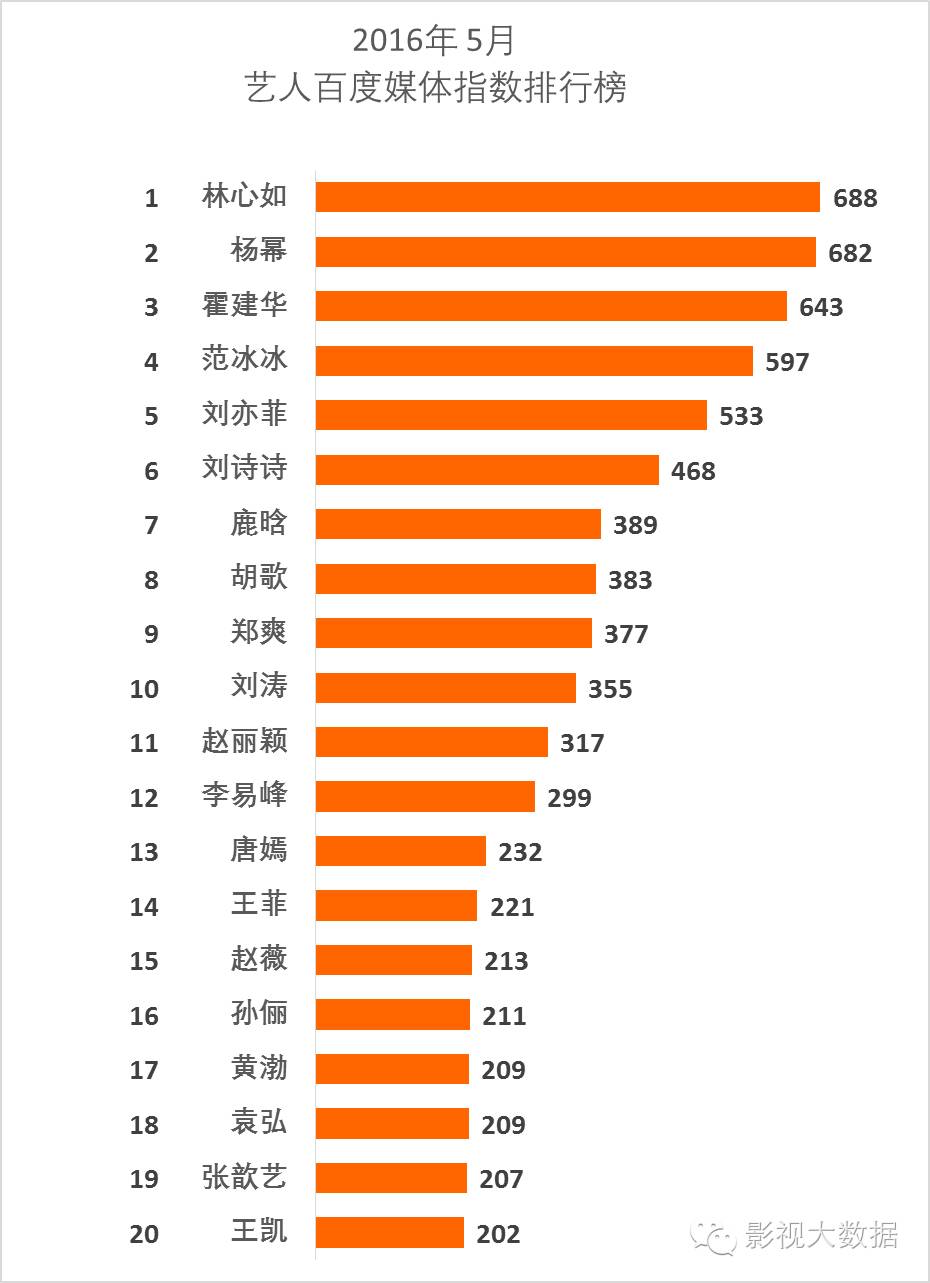 2016年 5月
艺人百度媒体指数排行榜
1 林心如 688
2 杨幂 682
3 霍建华 643
4 范冰冰 597
5 刘亦菲 533
6 刘诗诗 468
7 鹿晗 389
8 胡歌 383
9 郑爽 377
10 刘涛 355
11 赵丽颖 317
12 李易峰 299
13 唐嫣 232
14 王菲 221
15 赵薇 213
16 孙俪 211
17 黄渤 209
18 袁弘 209
19 张歆艺 207
20 王凯 202
影视大数据